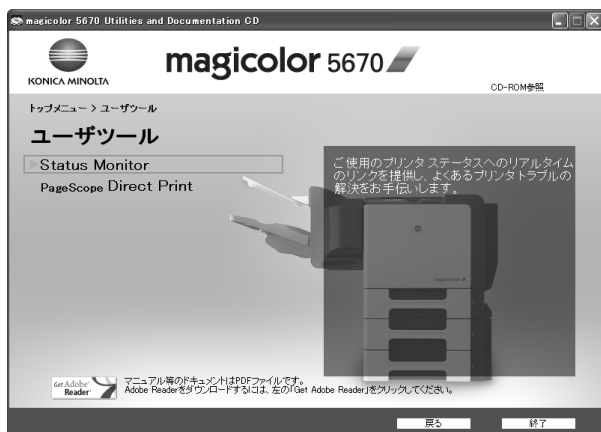 magicolor 5670 Utilities and Documentation CD
KONICA MINOLTA
magicolor 5670
CD-ROM参照
トップメニュー > ユーザツール
ユーザツール
Status Monitor
PageScope Direct Print
ご使用のプリンタ ステータスへのリアルタイム
のリンクを提供し、よくあるプリンタトラブルの
解決をお手伝いします。
Get Adobe Reader
マニュアル等のドキュメントはPDFファイルです。
Adobe Readerをダウンロードするには、左の「Get Adobe Reader」をクリックしてください。
戻る
終了